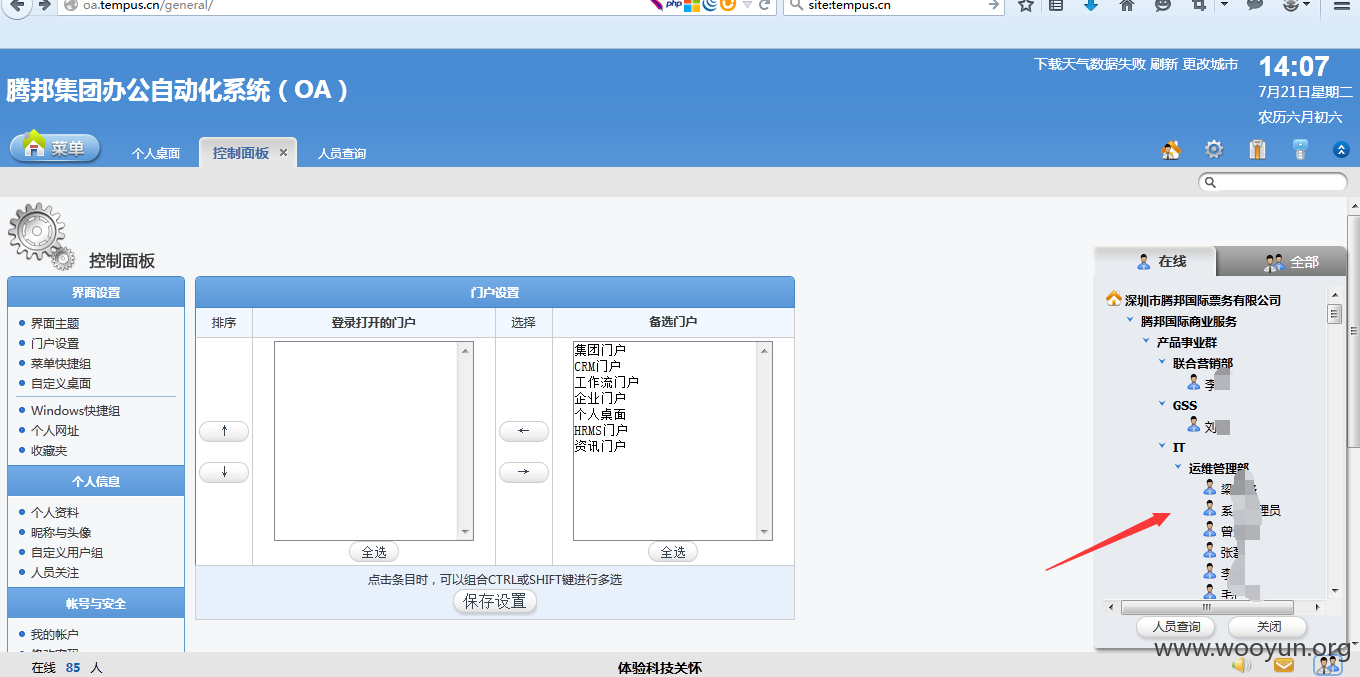 oa.tempus.cn/general/
php
site:tempus.cn
下载天气数据失败 刷新 更改城市
14:07
7月21日星期二
农历六月初六
腾邦集团办公自动化系统（OA）
菜单
个人桌面
控制面板
人员查询
控制面板
界面设置
界面主题
门户设置
菜单快捷组
自定义桌面
Windows快捷组
个人网址
收藏夹
个人信息
个人资料
昵称与头像
自定义用户组
人员关注
帐号与安全
我的帐户
门户设置
排序 登录打开的门户 选择 备选门户
↑
↓
←
→
集团门户
CRM门户
工作流门户
企业门户
个人桌面
HRMS门户
资讯门户
全选 全选
点击条目时，可以组合CTRL或SHIFT键进行多选
保存设置
在线 全部
深圳市腾邦国际票务有限公司
腾邦国际商业服务
产品事业群
联合营销部
李
GSS
刘
IT
运维管理部
梁
系 理员
曾
张
李
毛
人员查询 关闭
在线 85 人
体验科技关怀
www.wooyun.org